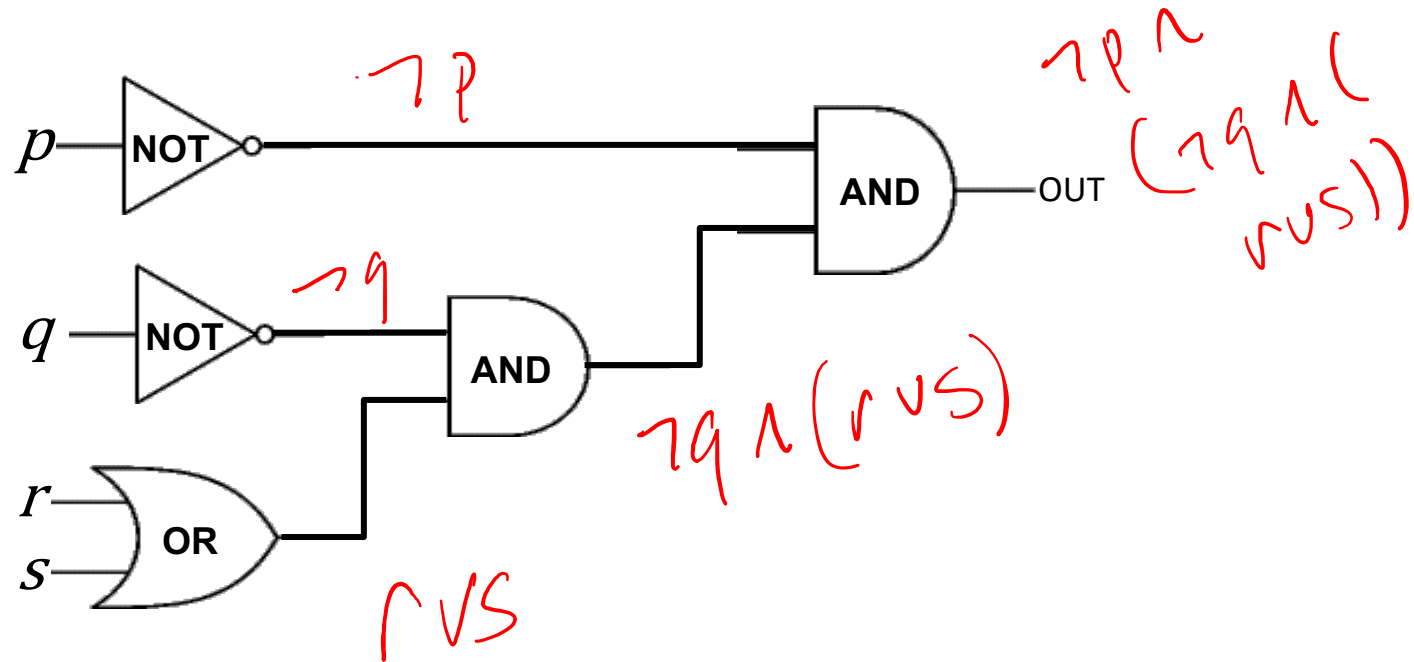 ¬p
¬p ∧
(¬q ∧ (
r∨s))
p NOT
AND
OUT
¬q
q NOT
AND
¬q ∧ (r ∨ s)
r
OR
s
r∨s